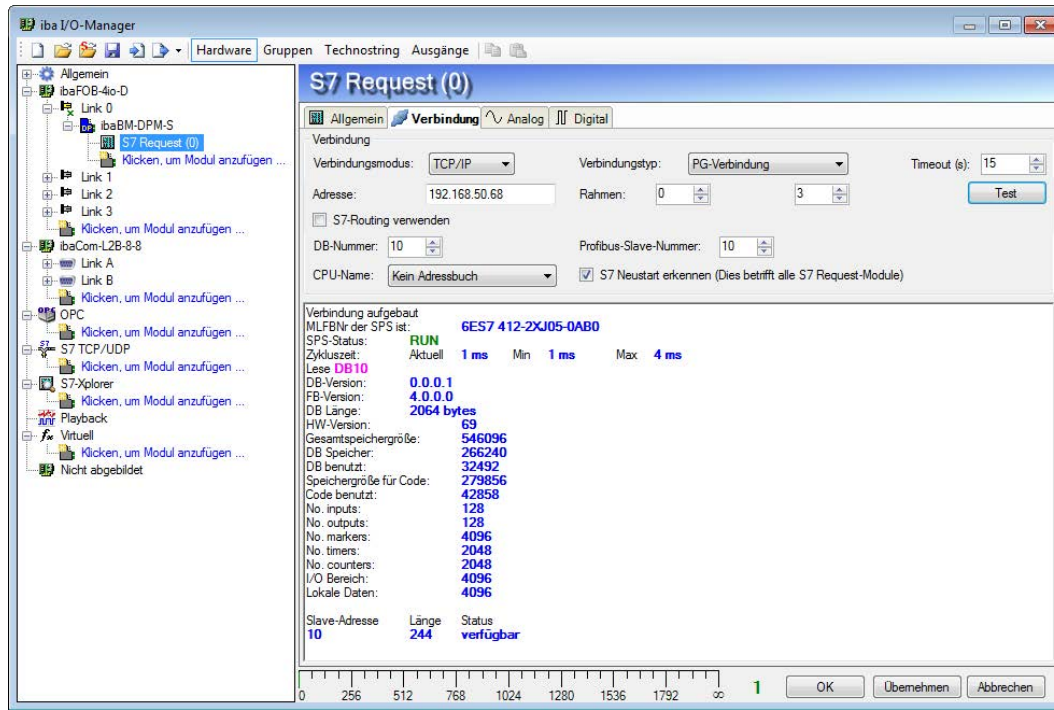 iba I/O-Manager
Hardware Gruppen Technostring Ausgänge
Allgemein
ibaFOB-4io-D
Link 0
ibaBM-DPM-S
S7 Request (0)
Klicken, um Modul anzufügen ...
Link 1
Link 2
Link 3
Klicken, um Modul anzufügen ...
ibaCom-L2B-8-8
Link A
Link B
Klicken, um Modul anzufügen ...
OPC
Klicken, um Modul anzufügen ...
S7 TCP/UDP
Klicken, um Modul anzufügen ...
S7-Xplorer
Klicken, um Modul anzufügen ...
Playback
Virtuell
Klicken, um Modul anzufügen ...
Nicht abgebildet
S7 Request (0)
Allgemein Verbindung Analog Digital
Verbindung
Verbindungsmodus: TCP/IP Verbindungstyp: PG-Verbindung Timeout (s): 15
Adresse: 192.168.50.68 Rahmen: 0 3 Test
S7-Routing verwenden
DB-Nummer: 10 Profibus-Slave-Nummer: 10
CPU-Name: Kein Adressbuch S7 Neustart erkennen (Dies betrifft alle S7 Request-Module)
Verbindung aufgebaut
MLFBNr der SPS ist: 6ES7 412-2XJ05-0AB0
SPS-Status: RUN
Zykluszeit: Aktuell 1 ms Min 1 ms Max 4 ms
Lese DB10
DB-Version: 0.0.0.1
FB-Version: 4.0.0.0
DB Länge: 2064 bytes
HW-Version: 69
Gesamtspeichergröße: 546096
DB Speicher: 266240
DB benutzt: 32492
Speichergröße für Code: 279856
Code benutzt: 42858
No. inputs: 128
No. outputs: 128
No. markers: 4096
No. timers: 2048
No. counters: 2048
I/O Bereich: 4096
Lokale Daten: 4096
Slave-Adresse Länge Status
10 244 verfügbar
0 256 512 768 1024 1280 1536 1792 ∞ 1 OK Übernehmen Abbrechen